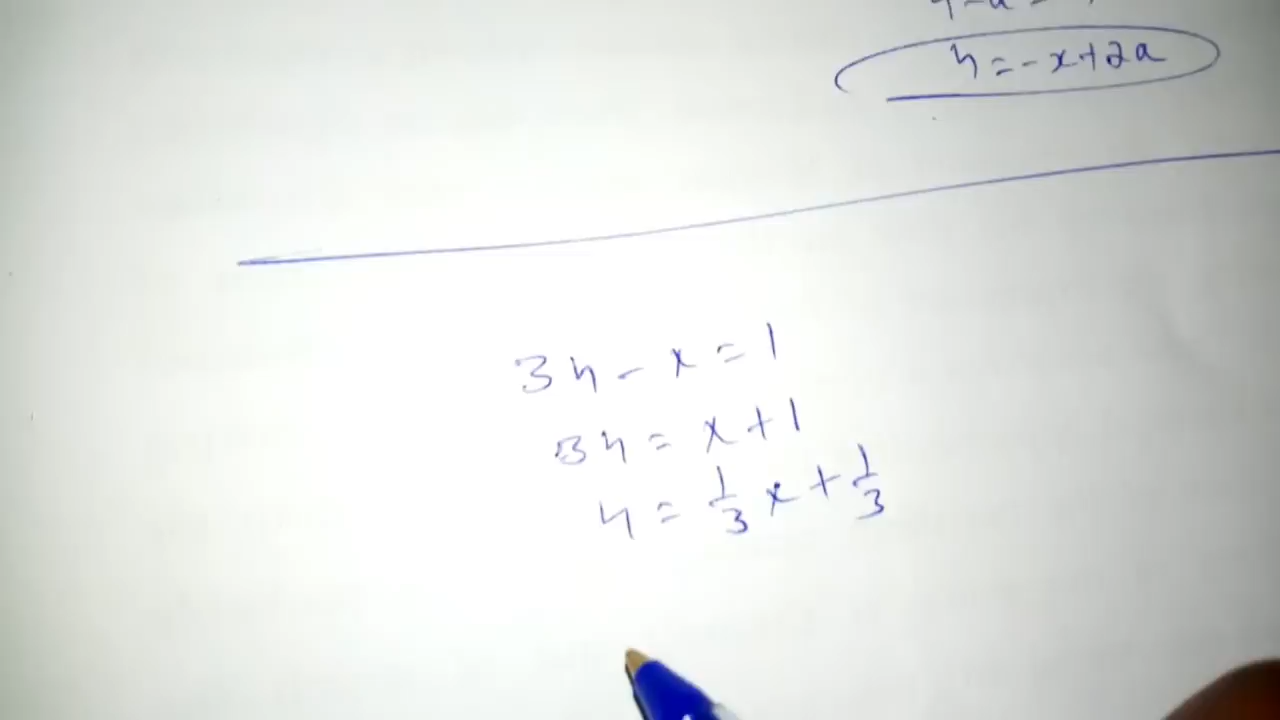 y = -x + 2a
3y - x = 1
3y = x + 1
y = 1/3 x + 1/3